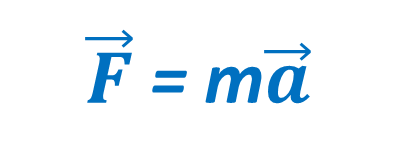 F⃗ = ma⃗